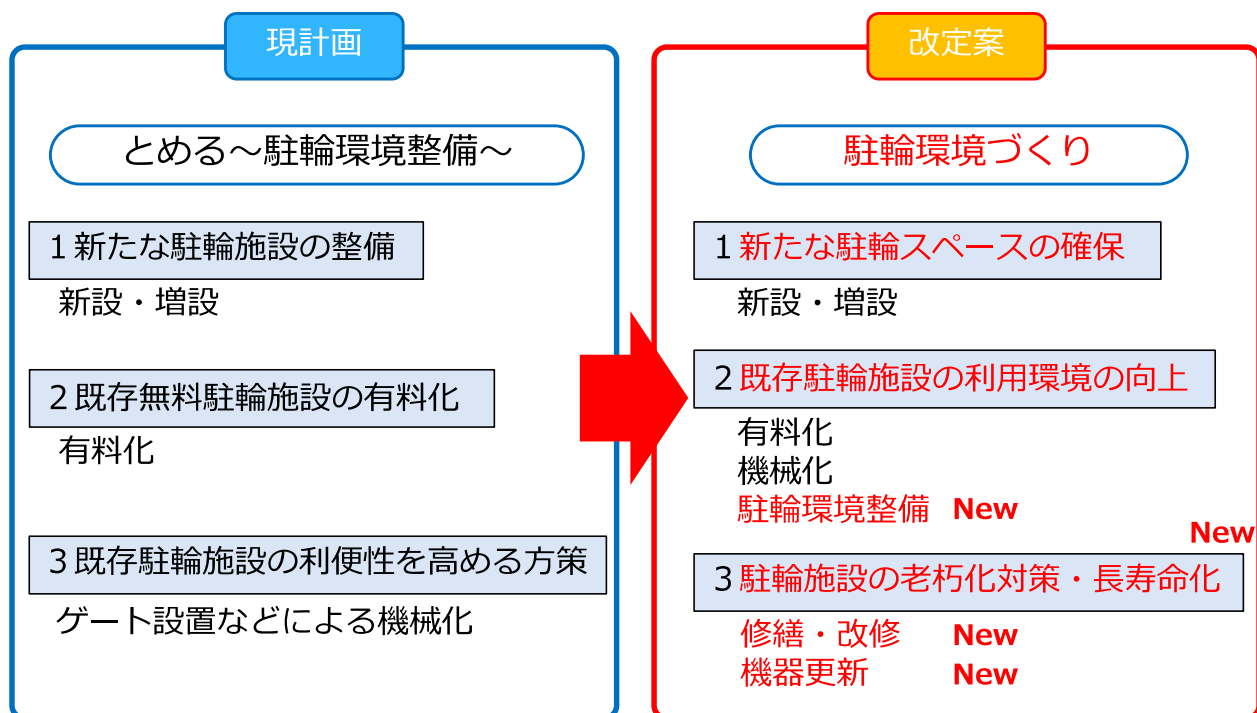 現計画
とめる～駐輪環境整備～
1新たな駐輪施設の整備
新設・増設
2既存無料駐輪施設の有料化
有料化
3既存駐輪施設の利便性を高める方策
ゲート設置などによる機械化
改定案
駐輪環境づくり
1新たな駐輪スペースの確保
新設・増設
2既存駐輪施設の利用環境の向上
有料化
機械化
駐輪環境整備 New
New
3駐輪施設の老朽化対策・長寿命化
修繕・改修 New
機器更新 New